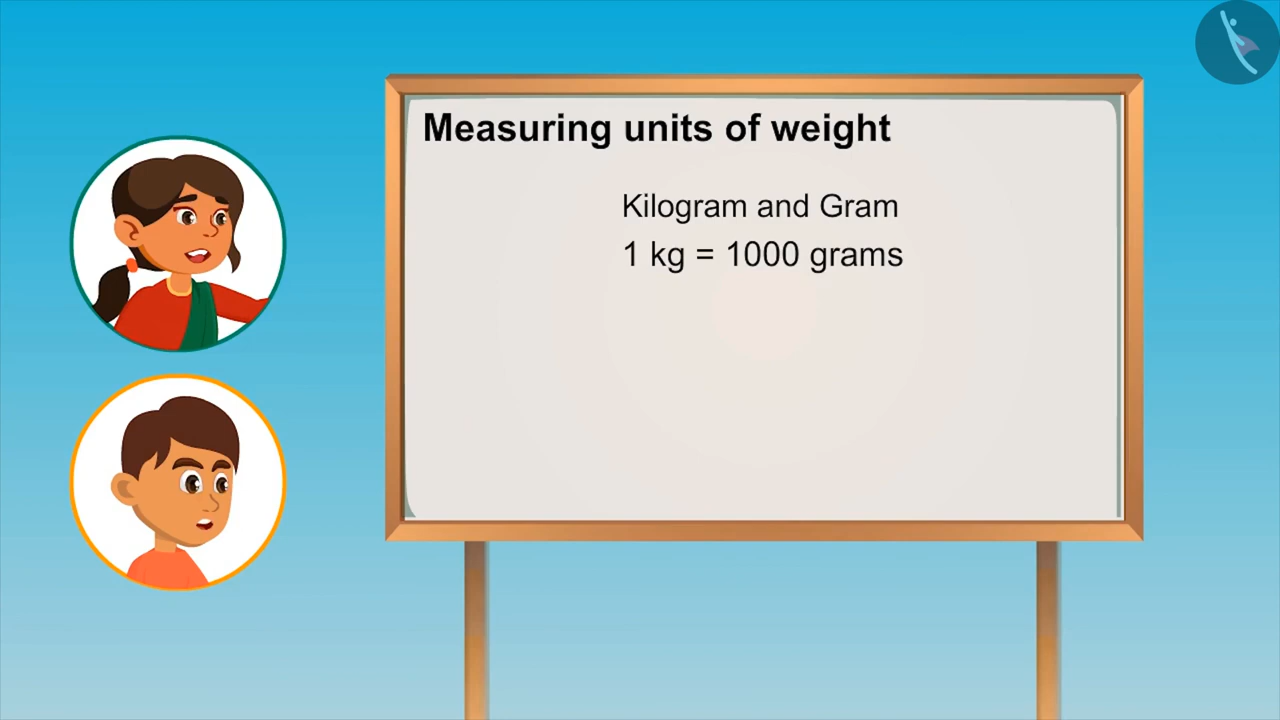 Measuring units of weight
Kilogram and Gram
1 kg = 1000 grams